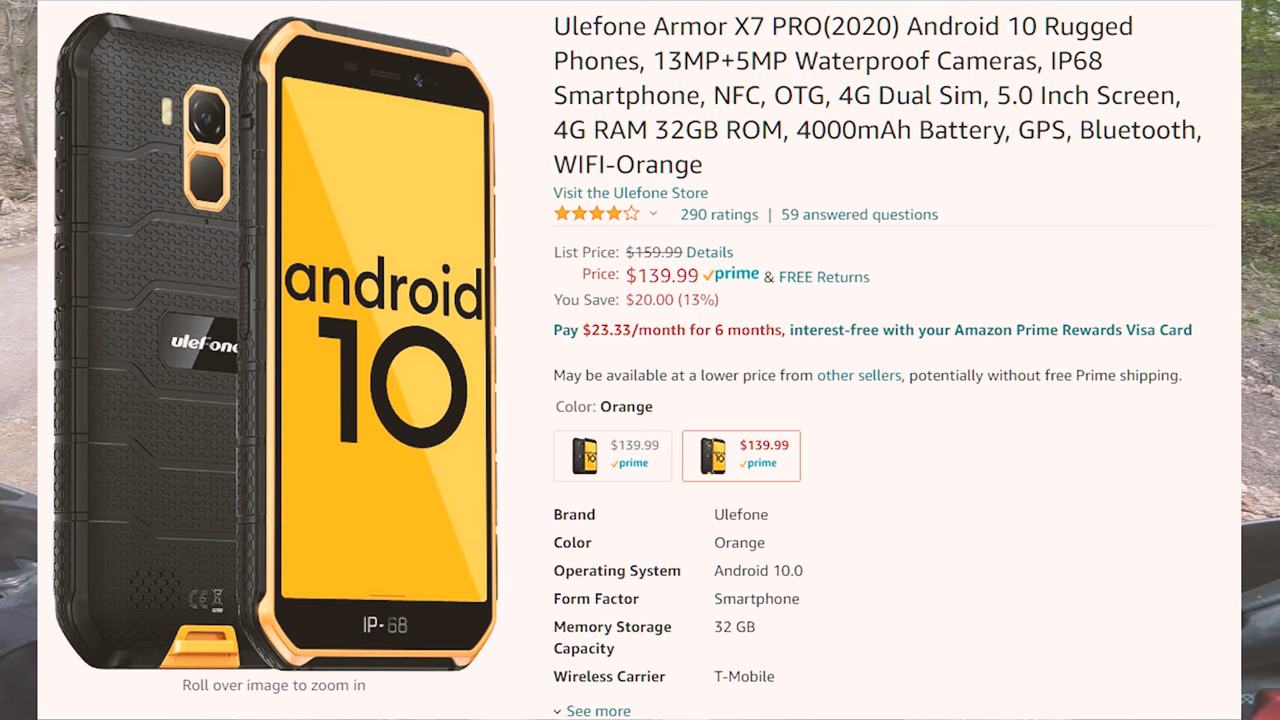 Ulefone Armor X7 PRO(2020) Android 10 Rugged
Phones, 13MP+5MP Waterproof Cameras, IP68
Smartphone, NFC, OTG, 4G Dual Sim, 5.0 Inch Screen,
4G RAM 32GB ROM, 4000mAh Battery, GPS, Bluetooth,
WIFI-Orange
Visit the Ulefone Store
290 ratings | 59 answered questions
List Price: $159.99 Details
Price: $139.99 prime & FREE Returns
You Save: $20.00 (13%)
Pay $23.33/month for 6 months, interest-free with your Amazon Prime Rewards Visa Card
May be available at a lower price from other sellers, potentially without free Prime shipping.
Color: Orange
$139.99 $139.99
prime prime
Brand Ulefone
Color Orange
Operating System Android 10.0
Form Factor Smartphone
Memory Storage 32 GB
Capacity
Wireless Carrier T-Mobile
See more
android
10
ulefone
IP-68
CE
10
10
Roll over image to zoom in